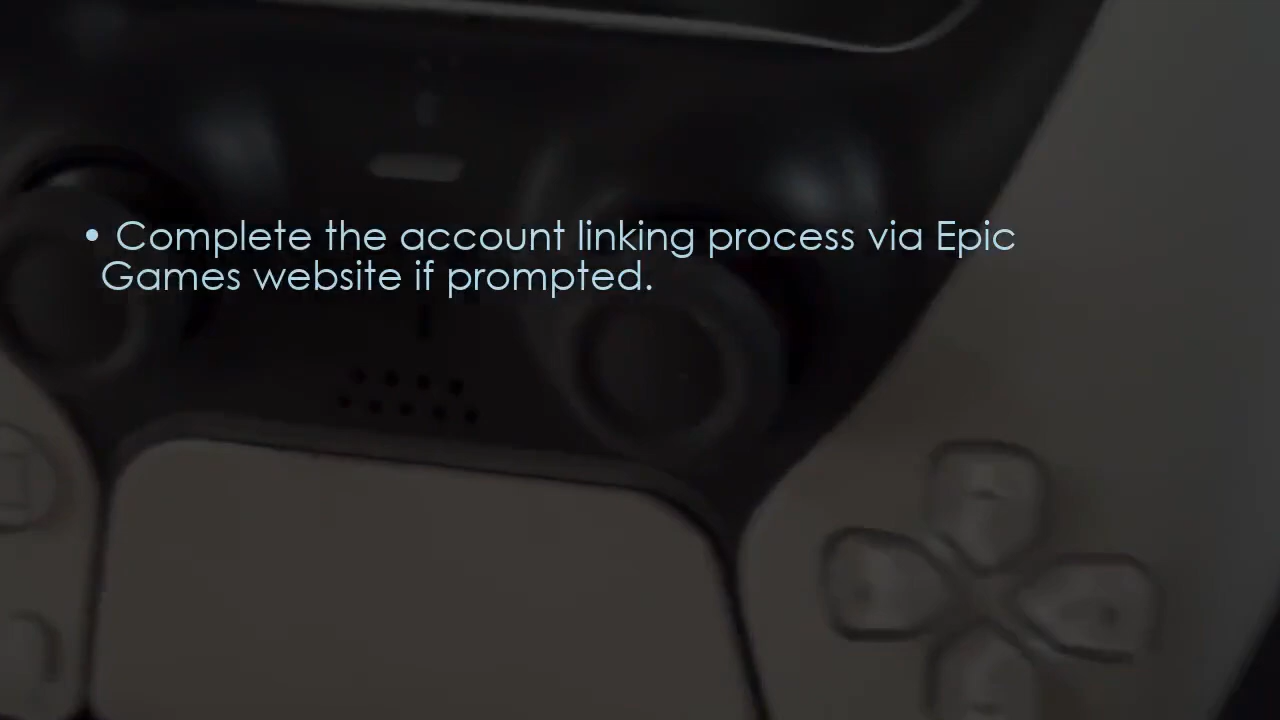 • Complete the account linking process via Epic
Games website if prompted.